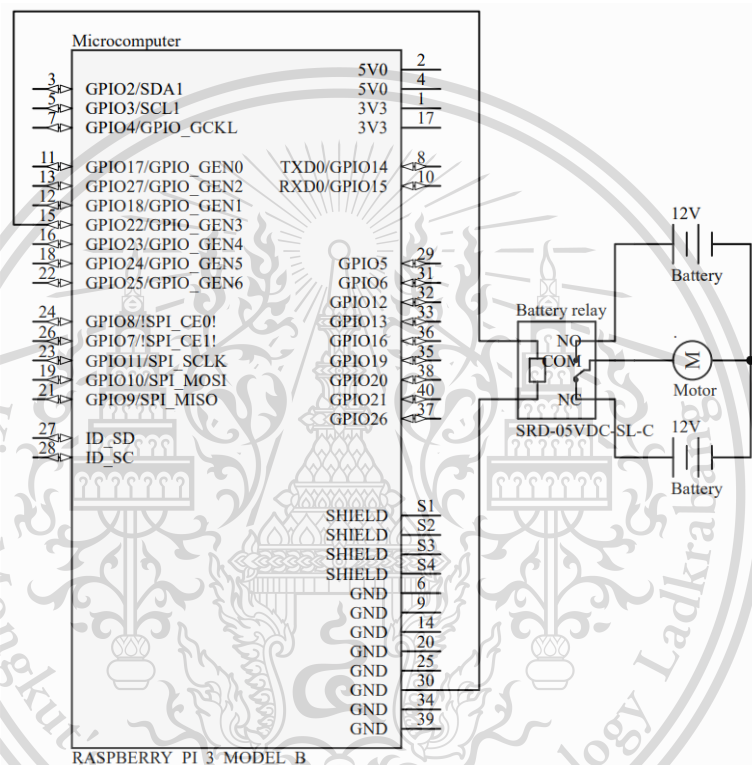 Microcomputer
5V0 2
3 GPIO2/SDA1 5V0 4
5 GPIO3/SCL1 3V3 1
7 GPIO4/GPIO_GCKL 3V3 17
11 GPIO17/GPIO_GEN0 TXD0/GPIO14 8
13 GPIO27/GPIO_GEN2 RXD0/GPIO15 10
12 GPIO18/GPIO_GEN1
15 GPIO22/GPIO_GEN3
16 GPIO23/GPIO_GEN4
18 GPIO24/GPIO_GEN5 GPIO5 29
22 GPIO25/GPIO_GEN6 GPIO6 31
GPIO12 32
24 GPIO8/!SPI_CE0! GPIO13 33
26 GPIO7/!SPI_CE1! GPIO16 36
23 GPIO11/SPI_SCLK GPIO19 35
19 GPIO10/SPI_MOSI GPIO20 38
21 GPIO9/SPI_MISO GPIO21 40
GPIO26 37
27 ID_SD
28 ID_SC
SHIELD S1
SHIELD S2
SHIELD S3
SHIELD S4
GND 6
GND 9
GND 14
GND 20
GND 25
GND 30
GND 34
GND 39
RASPBERRY PI 3 MODEL B
12V
Battery
Battery relay
NO
COM
NC
SRD-05VDC-SL-C
M
Motor
12V
Battery
Ladkrabang